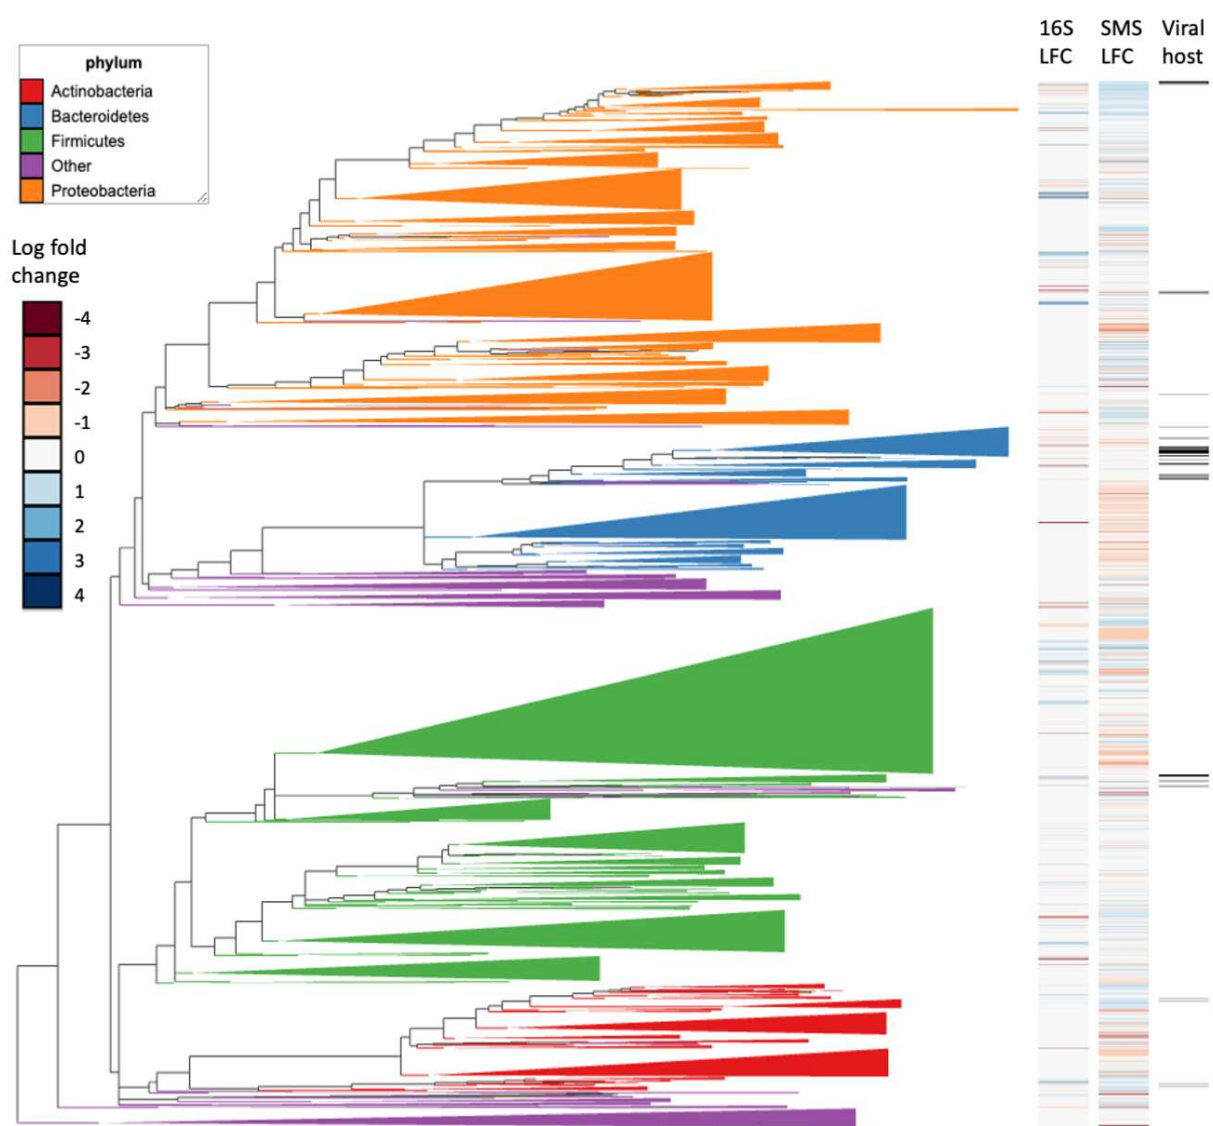 16S SMS Viral
LFC LFC host
phylum
Actinobacteria
Bacteroidetes
Firmicutes
Other
Proteobacteria
Log fold
change
-4
-3
-2
-1
0
1
2
3
4